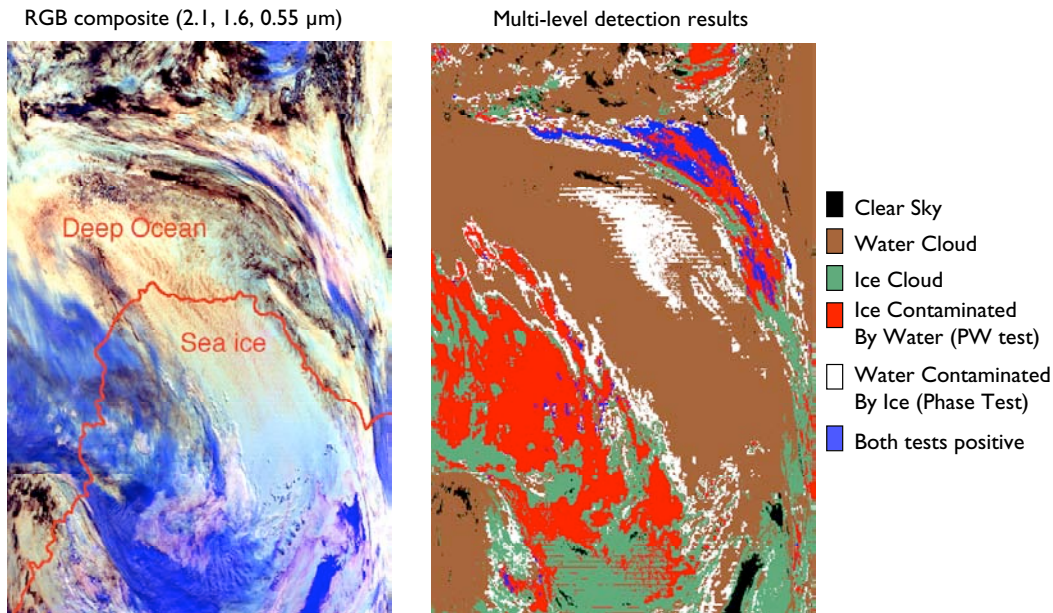 RGB composite (2.1, 1.6, 0.55 µm)
Multi-level detection results
Deep Ocean
Sea ice
Clear Sky
Water Cloud
Ice Cloud
Ice Contaminated
By Water (PW test)
Water Contaminated
By Ice (Phase Test)
Both tests positive